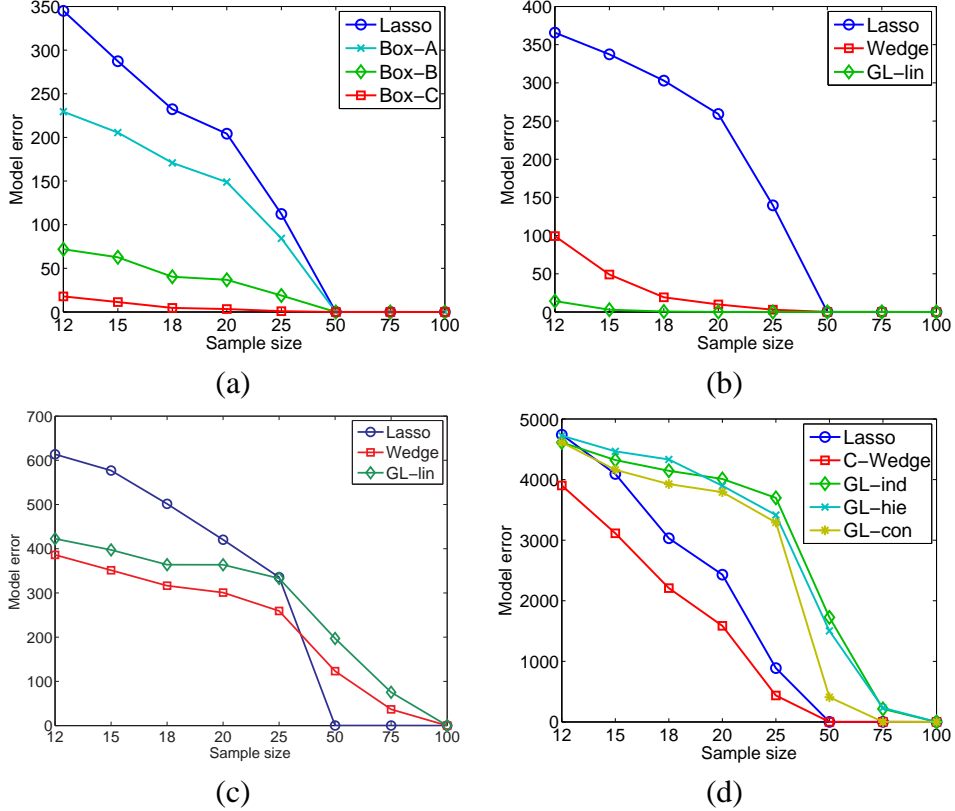 350
300
250
200
150
100
50
0
Model error
12 15 18 20 25 50 75 100
Sample size
Lasso
Box-A
Box-B
Box-C
(a)
400
350
300
250
200
150
100
50
0
Model error
12 15 18 20 25 50 75 100
Sample size
Lasso
Wedge
GL-lin
(b)
700
600
500
400
300
200
100
0
Model error
12 15 18 20 25 50 75 100
Sample size
Lasso
Wedge
GL-lin
(c)
5000
4000
3000
2000
1000
0
Model error
12 15 18 20 25 50 75 100
Sample size
Lasso
C-Wedge
GL-ind
GL-hie
GL-con
(d)